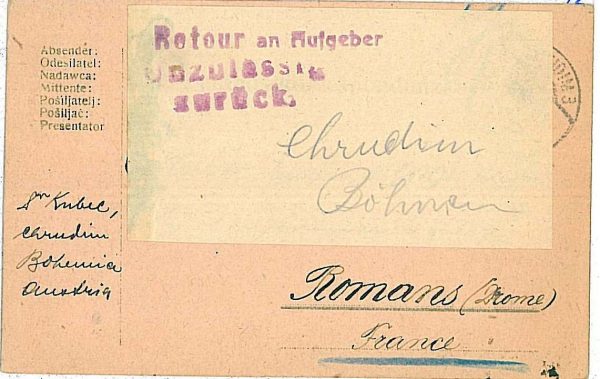 Absender:
Odesílatel:
Nadawca:
Mittente:
Pošiljatelj:
Pošiljač:
Presentator
Retour an Aufgeber
Unzulässig
zurück.
Chrudim
Böhmen
Kubec,
Chrudim
Bohemia
Austria
Romans (Drome)
France